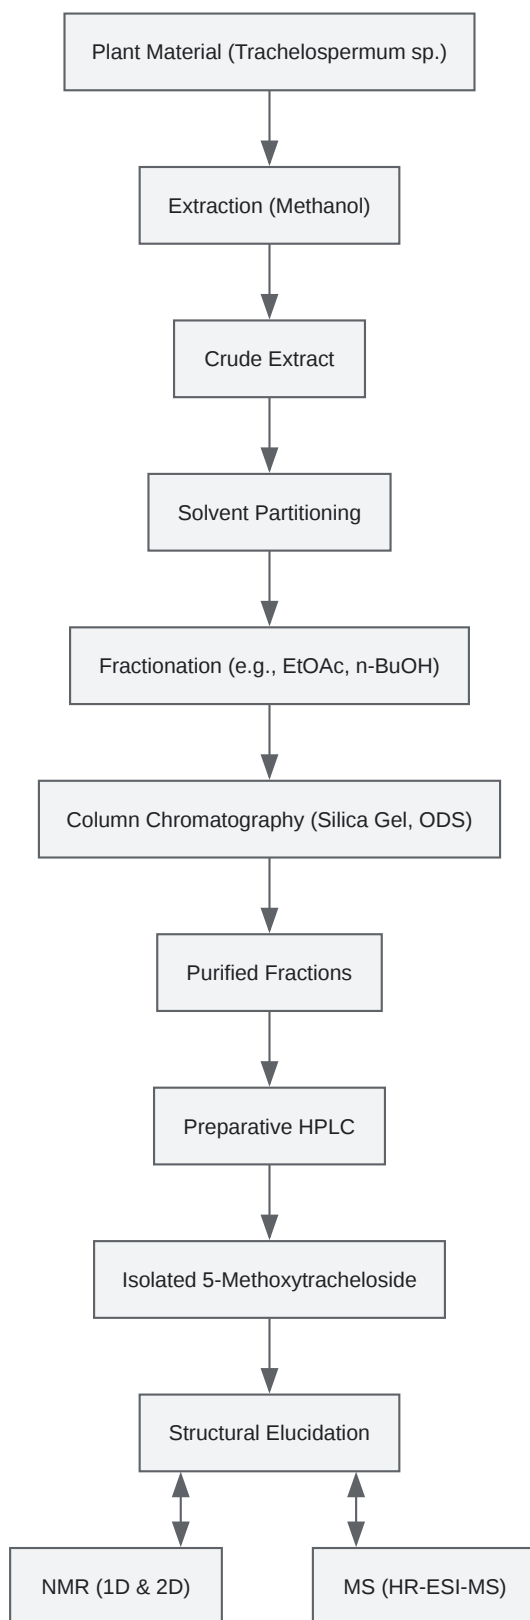 Plant Material (Trachelospermum sp.)
Extraction (Methanol)
Crude Extract
Solvent Partitioning
Fractionation (e.g., EtOAc, n-BuOH)
Column Chromatography (Silica Gel, ODS)
Purified Fractions
Preparative HPLC
Isolated 5-Methoxytracheloside
Structural Elucidation
NMR (1D & 2D)
MS (HR-ESI-MS)